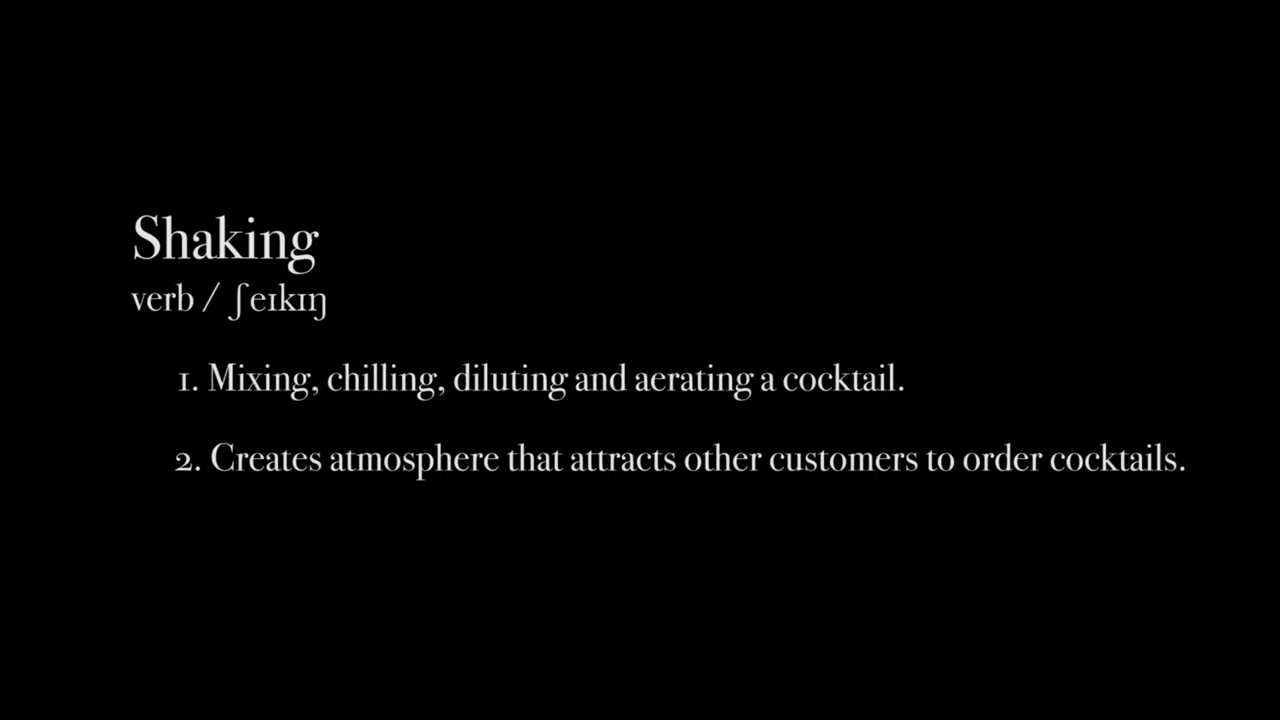 Shaking
verb / ʃeɪkɪŋ
1. Mixing, chilling, diluting and aerating a cocktail.
2. Creates atmosphere that attracts other customers to order cocktails.